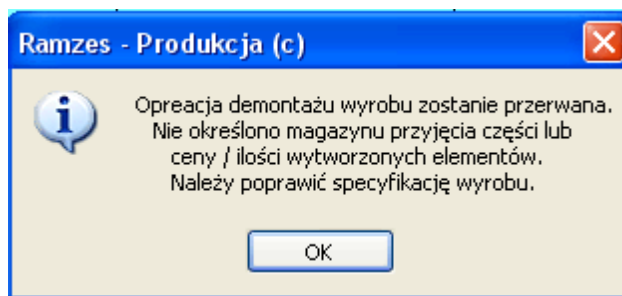 Ramzes - Produkcja (c)
Opreacja demontażu wyrobu zostanie przerwana.
Nie określono magazynu przyjęcia części lub
ceny / ilości wytworzonych elementów.
Należy poprawić specyfikację wyrobu.
OK